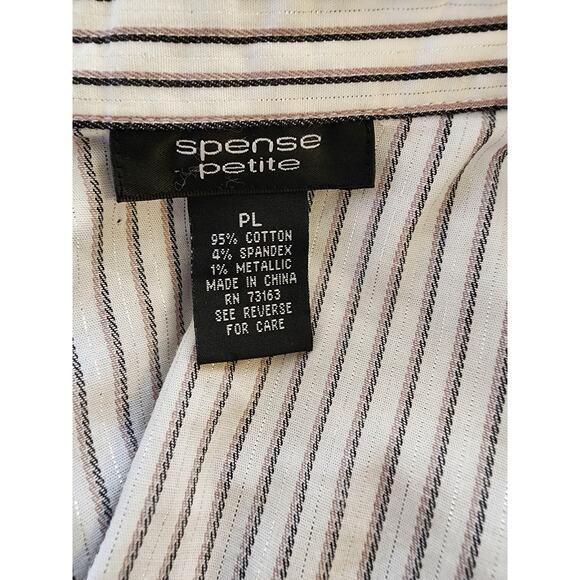 spense
petite
PL
95% COTTON
4% SPANDEX
1% METALLIC
MADE IN CHINA
RN 73163
SEE REVERSE
FOR CARE